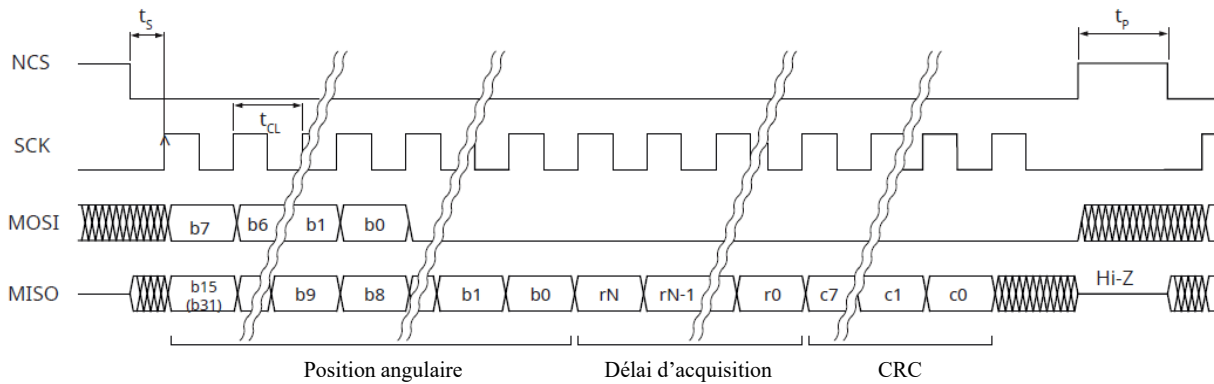 tS
tP
NCS
tCL
SCK
MOSI b7 b6 b1 b0
MISO b15 (b31) b9 b8 b1 b0 rN rN-1 r0 c7 c1 c0 Hi-Z
Position angulaire Délai d’acquisition CRC